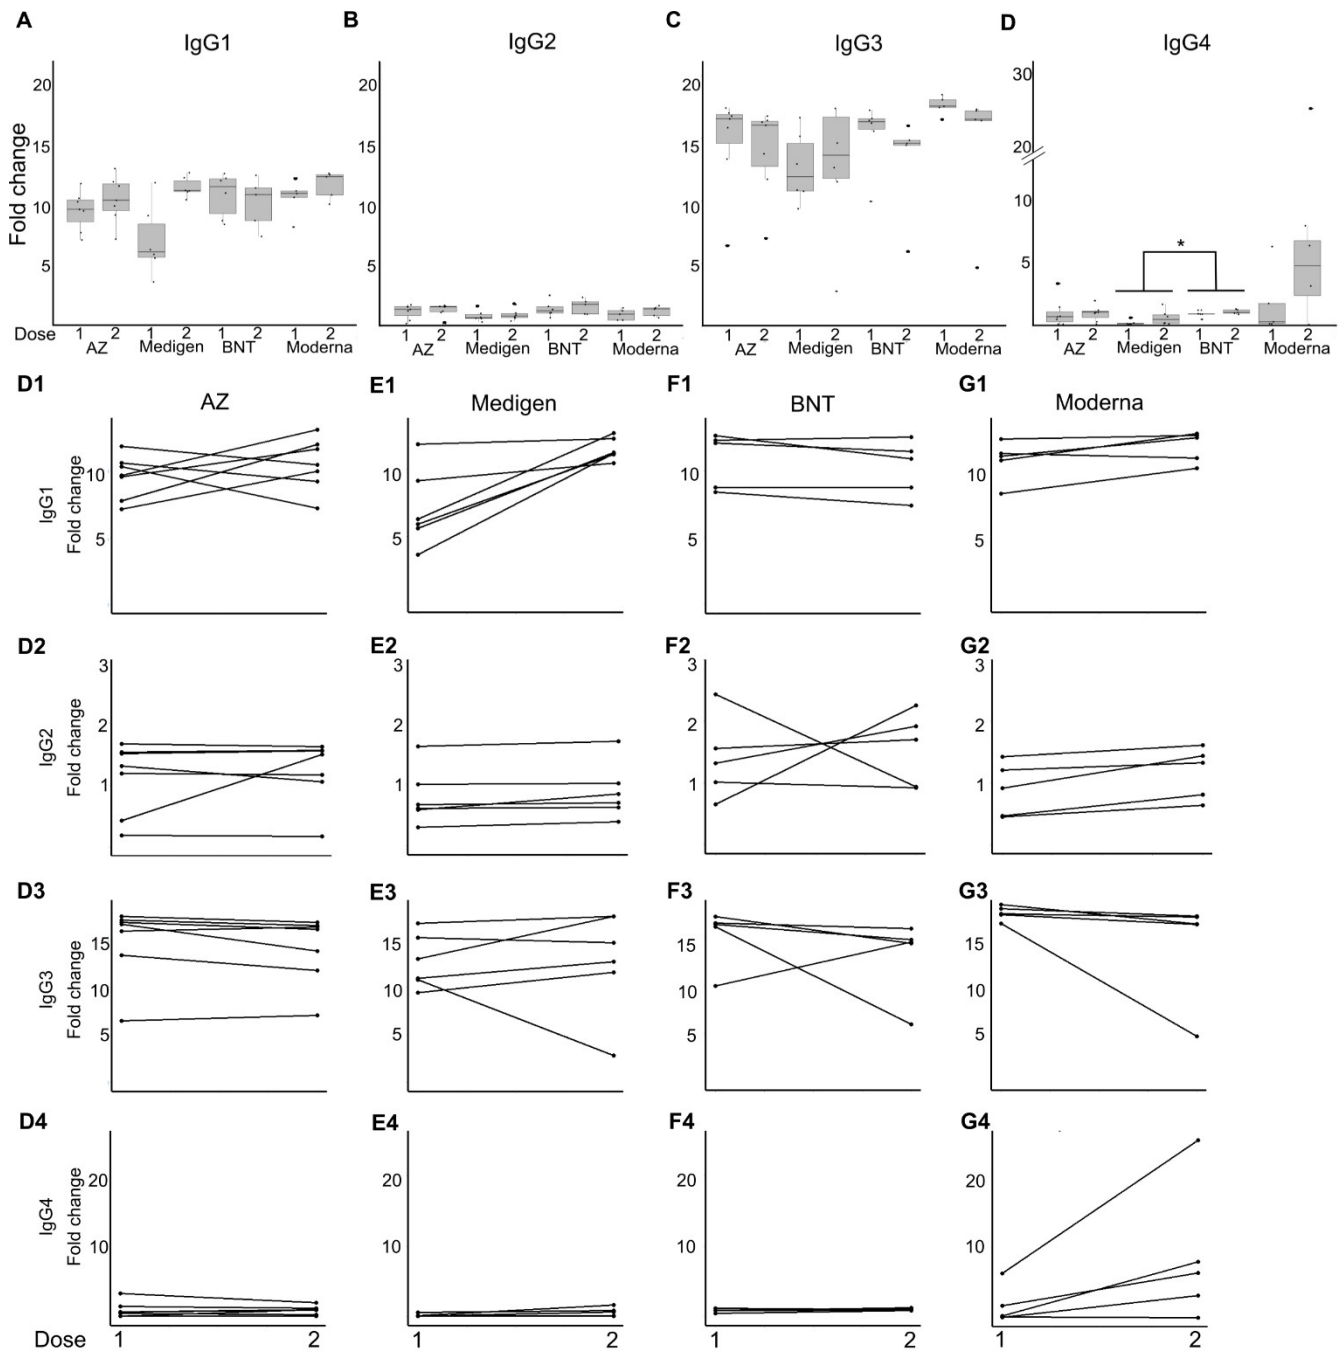 A B C D
IgG1 IgG2 IgG3 IgG4
Fold change
20 20 20 30
20
15 15 15
10 10 10 10
5 5 5 5
*
Dose 1 2 1 2 1 2 1 2 1 2 1 2 1 2 1 2 1 2 1 2 1 2 1 2 1 2 1 2 1 2 1 2
AZ Medigen BNT Moderna AZ Medigen BNT Moderna AZ Medigen BNT Moderna AZ Medigen BNT Moderna
D1 E1 F1 G1
AZ Medigen BNT Moderna
IgG1
Fold change
10 10 10 10
5 5 5 5
D2 E2 F2 G2
IgG2
Fold change
3 3 3 3
2 2 2 2
1 1 1 1
D3 E3 F3 G3
IgG3
Fold change
15 15 15 15
10 10 10 10
5 5 5 5
D4 E4 F4 G4
IgG4
Fold change
20 20 20 20
10 10 10 10
Dose 1 2 1 2 1 2 1 2